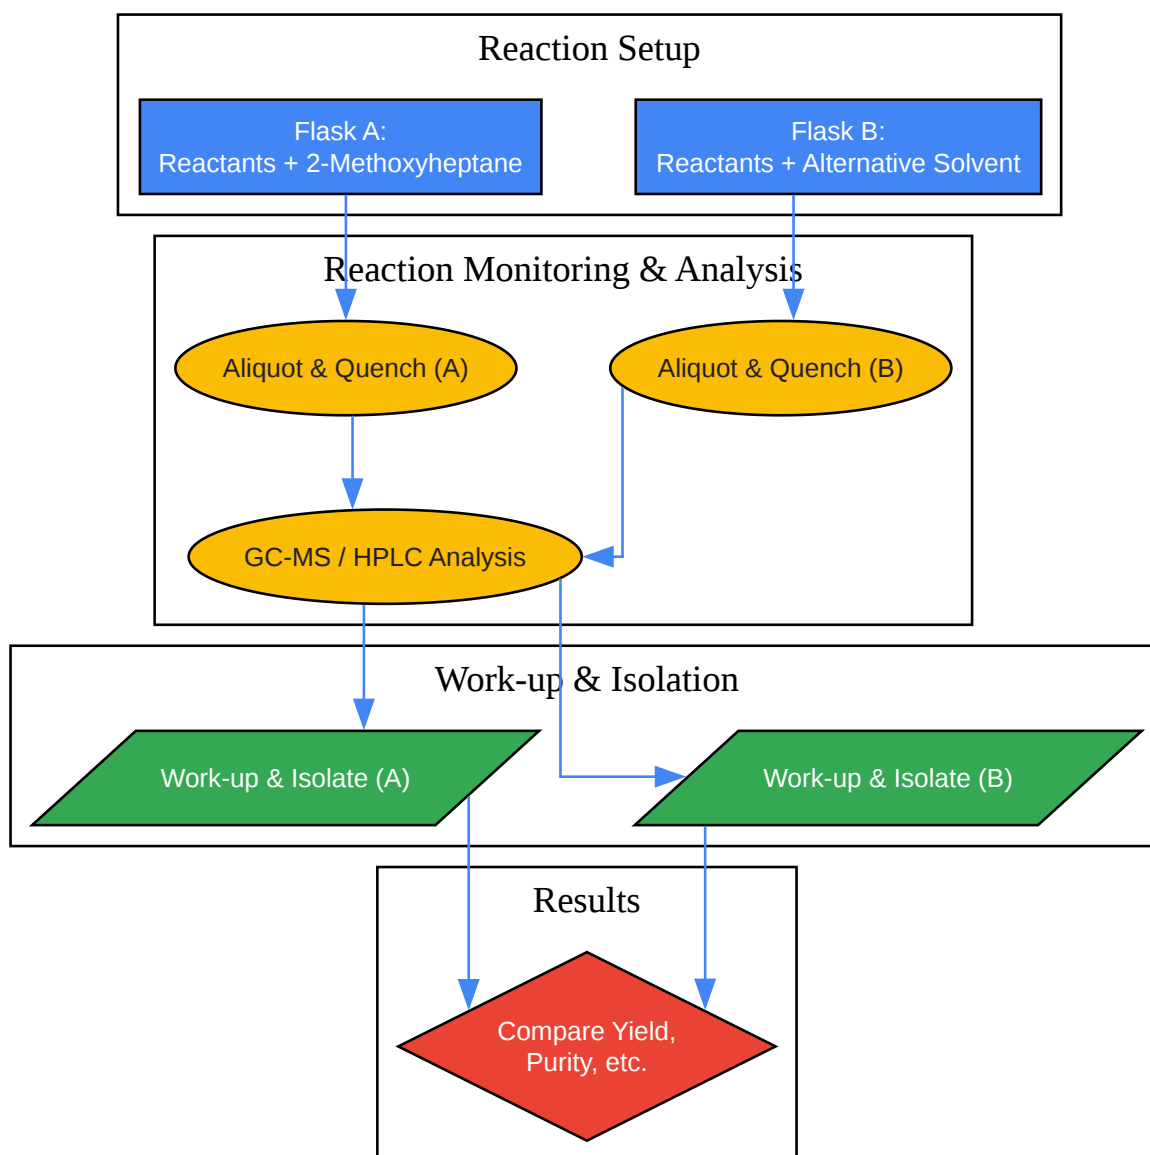 Reaction Setup
Flask A:
Reactants + 2-Methoxyheptane
Flask B:
Reactants + Alternative Solvent
Reaction Monitoring & Analysis
Aliquot & Quench (A)
Aliquot & Quench (B)
GC-MS / HPLC Analysis
Work-up & Isolation
Work-up & Isolate (A)
Work-up & Isolate (B)
Results
Compare Yield,
Purity, etc.